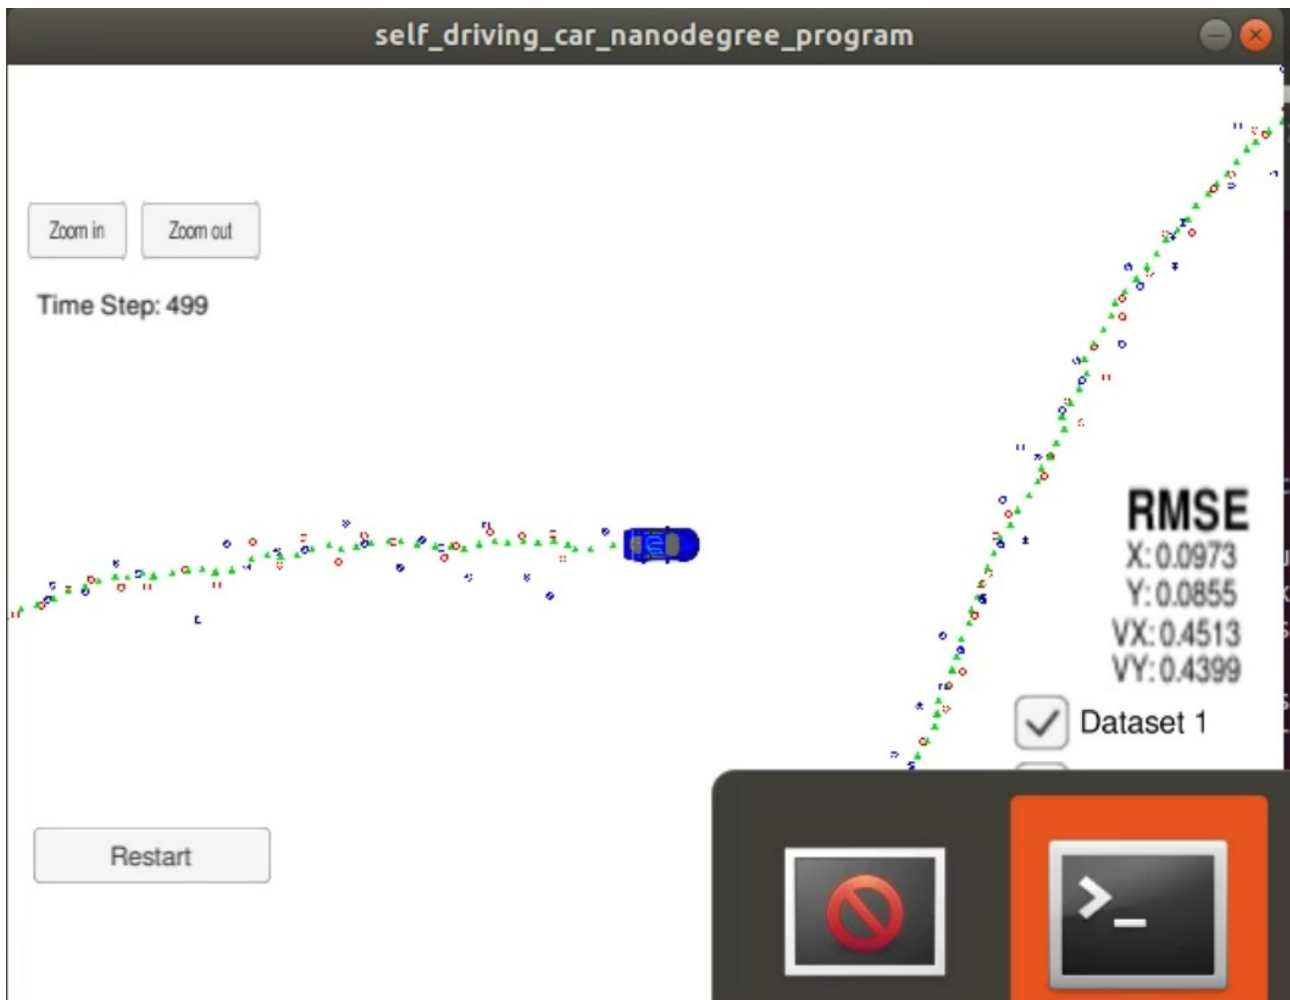 self_driving_car_nanodegree_program
Zoom in
Zoom out
Time Step: 499
RMSE
X: 0.0973
Y: 0.0855
VX: 0.4513
VY: 0.4399
Dataset 1
Restart
>_